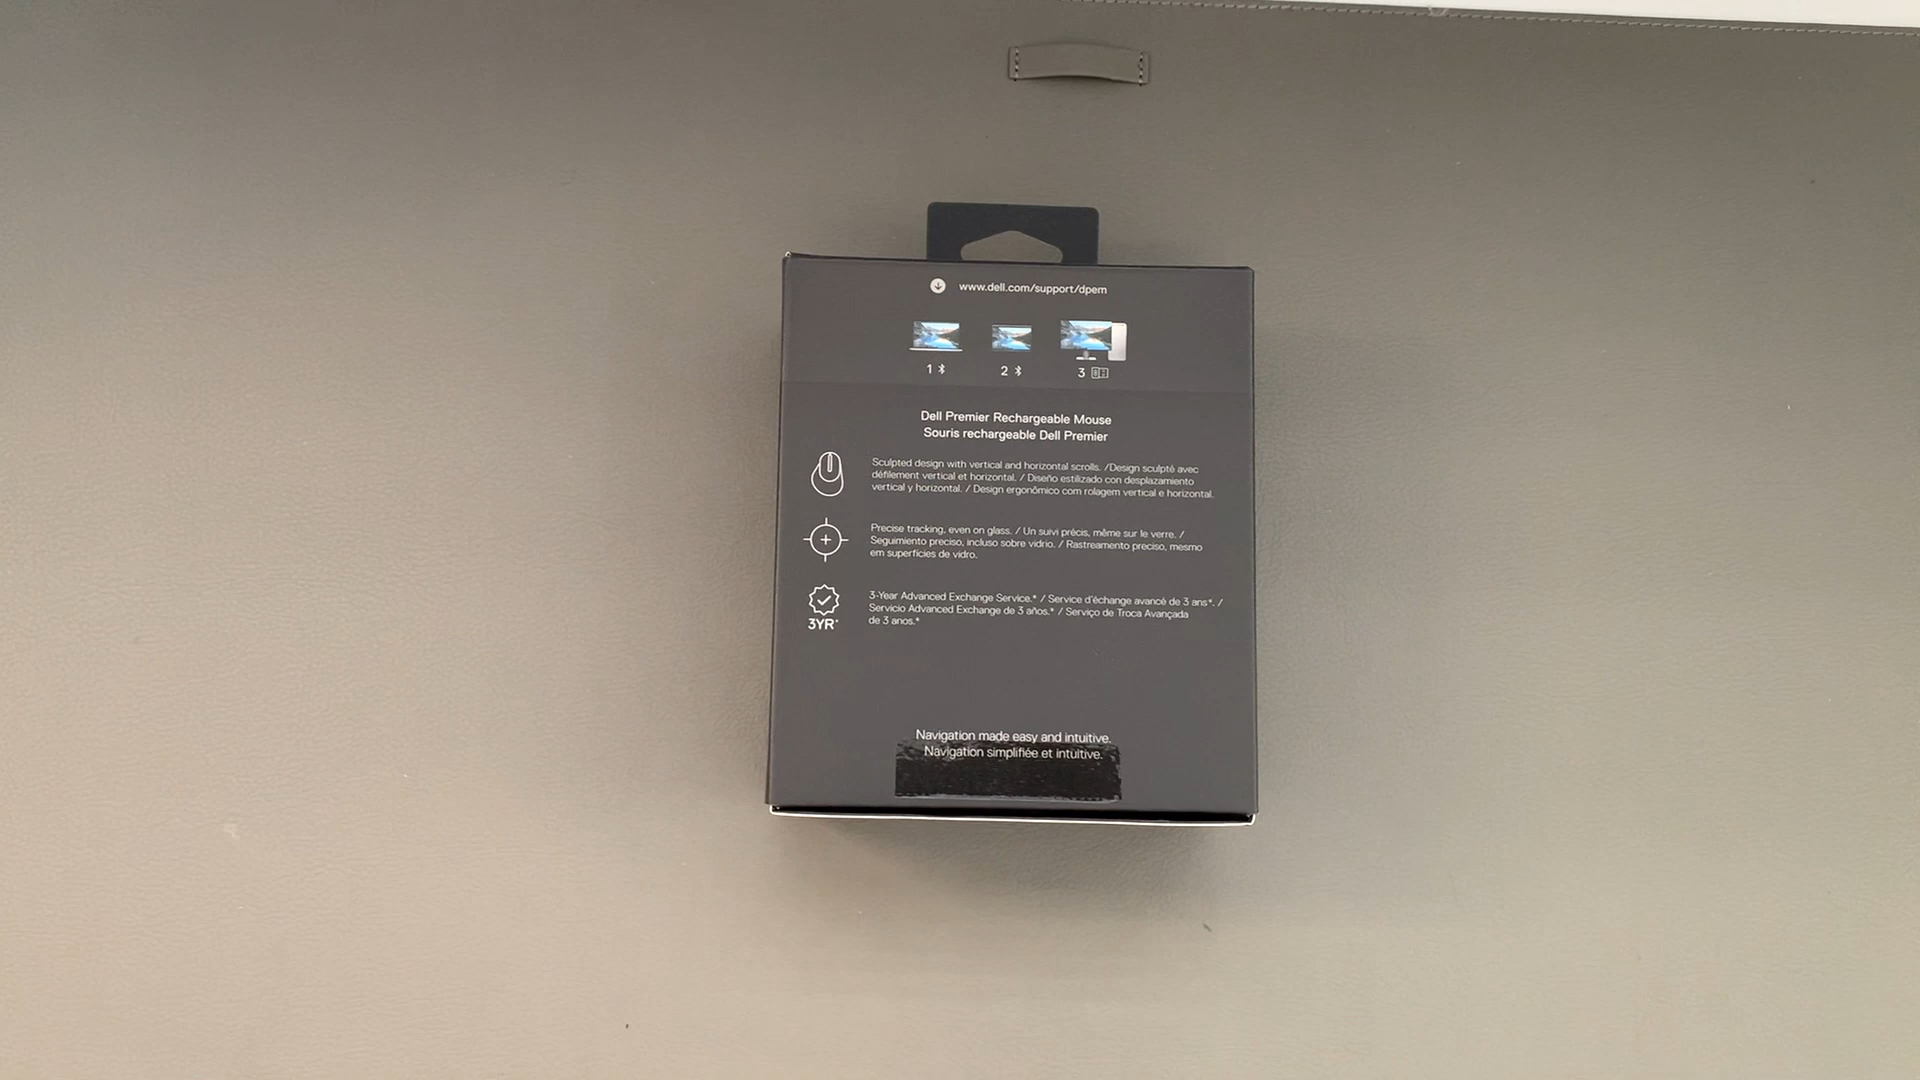 www.dell.com/support/dpem
1 2 3
Dell Premier Rechargeable Mouse
Souris rechargeable Dell Premier
Sculpted design with vertical and horizontal scrolls. /Design sculpté avec
défilement vertical et horizontal. / Diseño estilizado con desplazamiento
vertical y horizontal. / Design ergonômico com rolagem vertical e horizontal.
Precise tracking, even on glass. / Un suivi précis, même sur le verre. /
Seguimiento preciso, incluso sobre vidrio. / Rastreamento preciso, mesmo
em superfícies de vidro.
3-Year Advanced Exchange Service.* / Service d'échange avancé de 3 ans*. /
Servicio Advanced Exchange de 3 años.* / Serviço de Troca Avançada
de 3 anos.*
3YR*
Navigation made easy and intuitive.
Navigation simplifiée et intuitive.